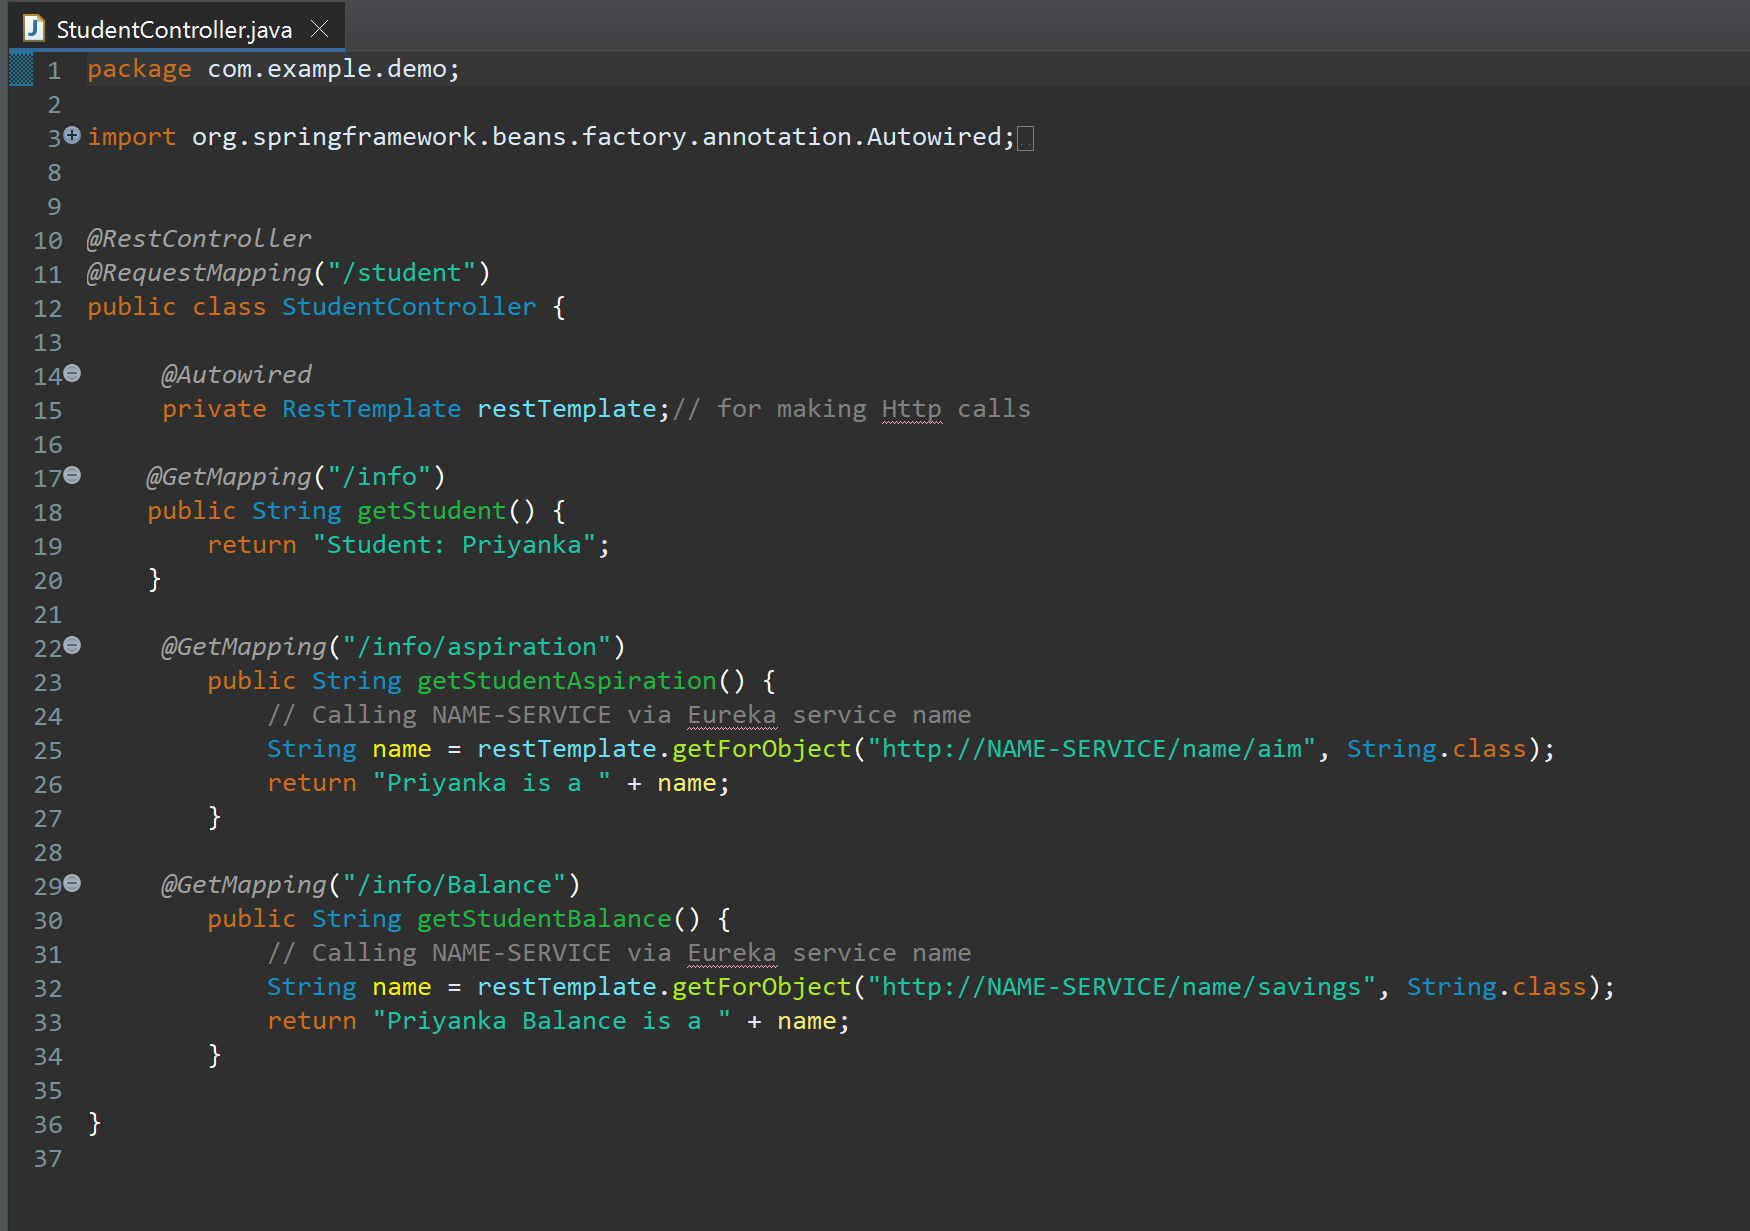 StudentController.java
1 package com.example.demo;
2
3 import org.springframework.beans.factory.annotation.Autowired;
8
9
10 @RestController
11 @RequestMapping("/student")
12 public class StudentController {
13
14 @Autowired
15 private RestTemplate restTemplate;// for making Http calls
16
17 @GetMapping("/info")
18 public String getStudent() {
19 return "Student: Priyanka";
20 }
21
22 @GetMapping("/info/aspiration")
23 public String getStudentAspiration() {
24 // Calling NAME-SERVICE via Eureka service name
25 String name = restTemplate.getForObject("http://NAME-SERVICE/name/aim", String.class);
26 return "Priyanka is a " + name;
27 }
28
29 @GetMapping("/info/Balance")
30 public String getStudentBalance() {
31 // Calling NAME-SERVICE via Eureka service name
32 String name = restTemplate.getForObject("http://NAME-SERVICE/name/savings", String.class);
33 return "Priyanka Balance is a " + name;
34 }
35
36 }
37